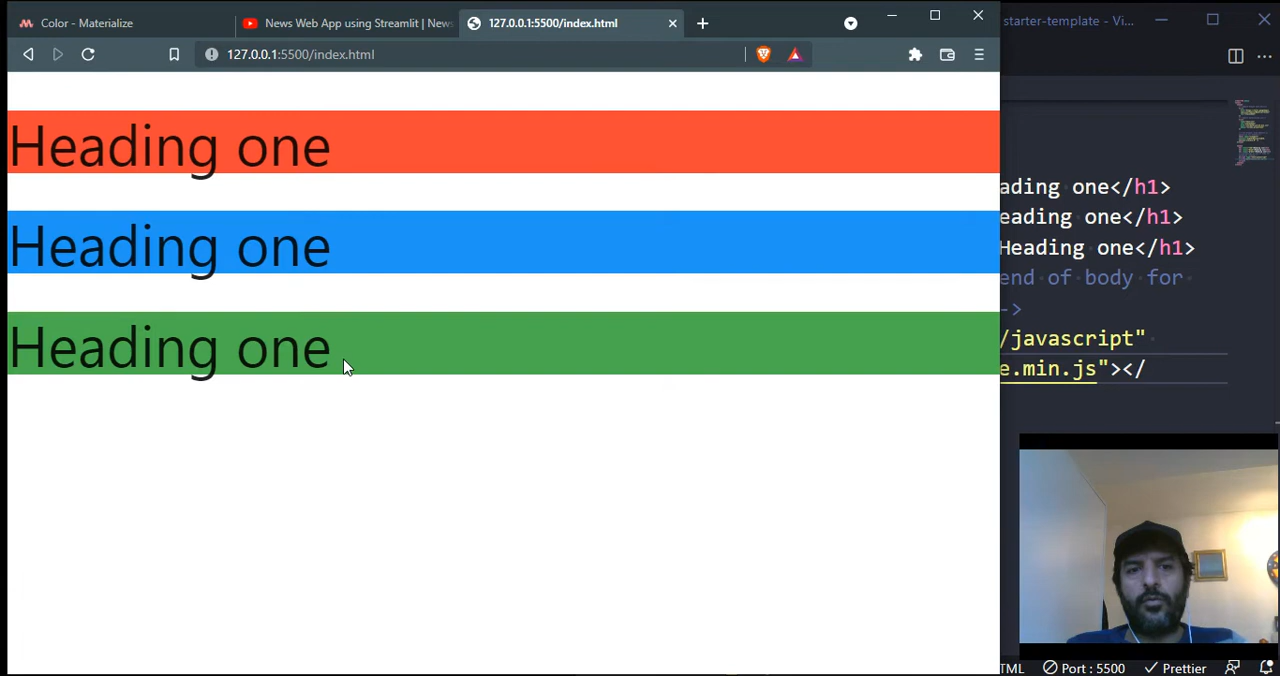 Color - Materialize
News Web App using Streamlit | New
127.0.0.1:5500/index.html
starter-template - Vi...
127.0.0.1:5500/index.html
Heading one
Heading one
Heading one
ading one</h1>
eading one</h1>
Heading one</h1>
end of body for
->
/javascript"
e.min.js"></
TML
Port : 5500
Prettier